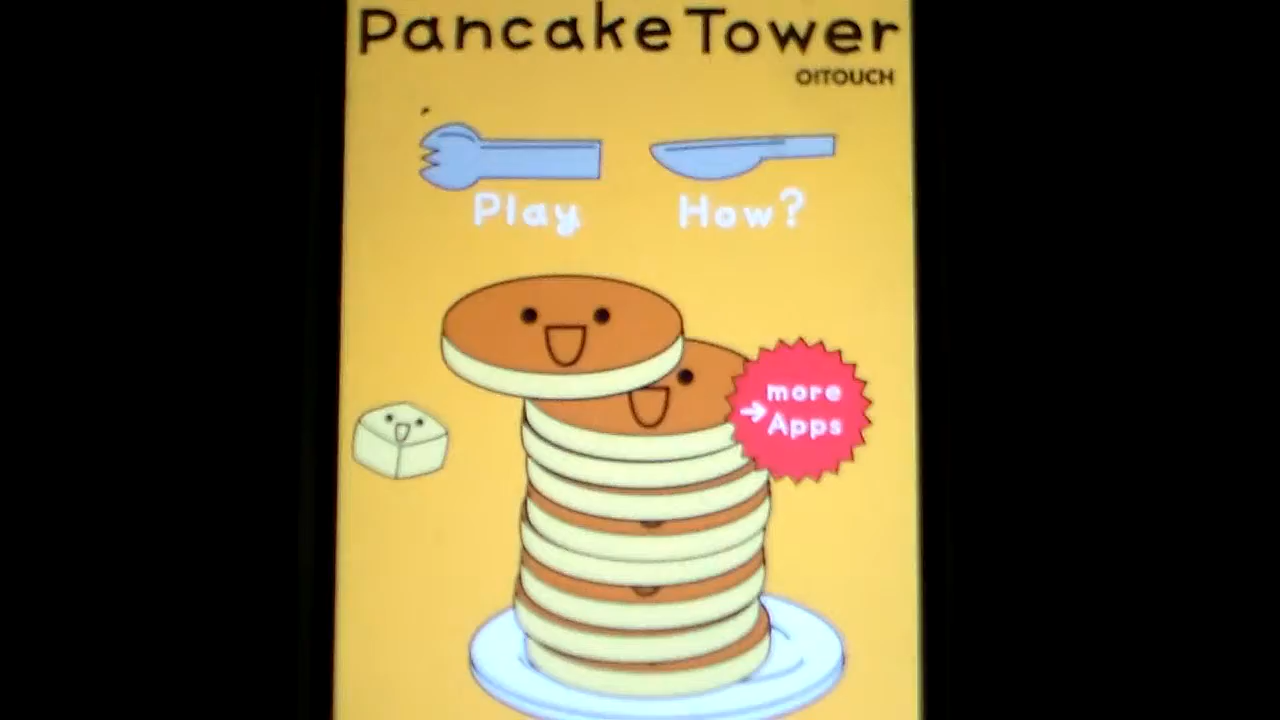 Pancake Tower
OITOUCH
Play
How?
more
→ Apps